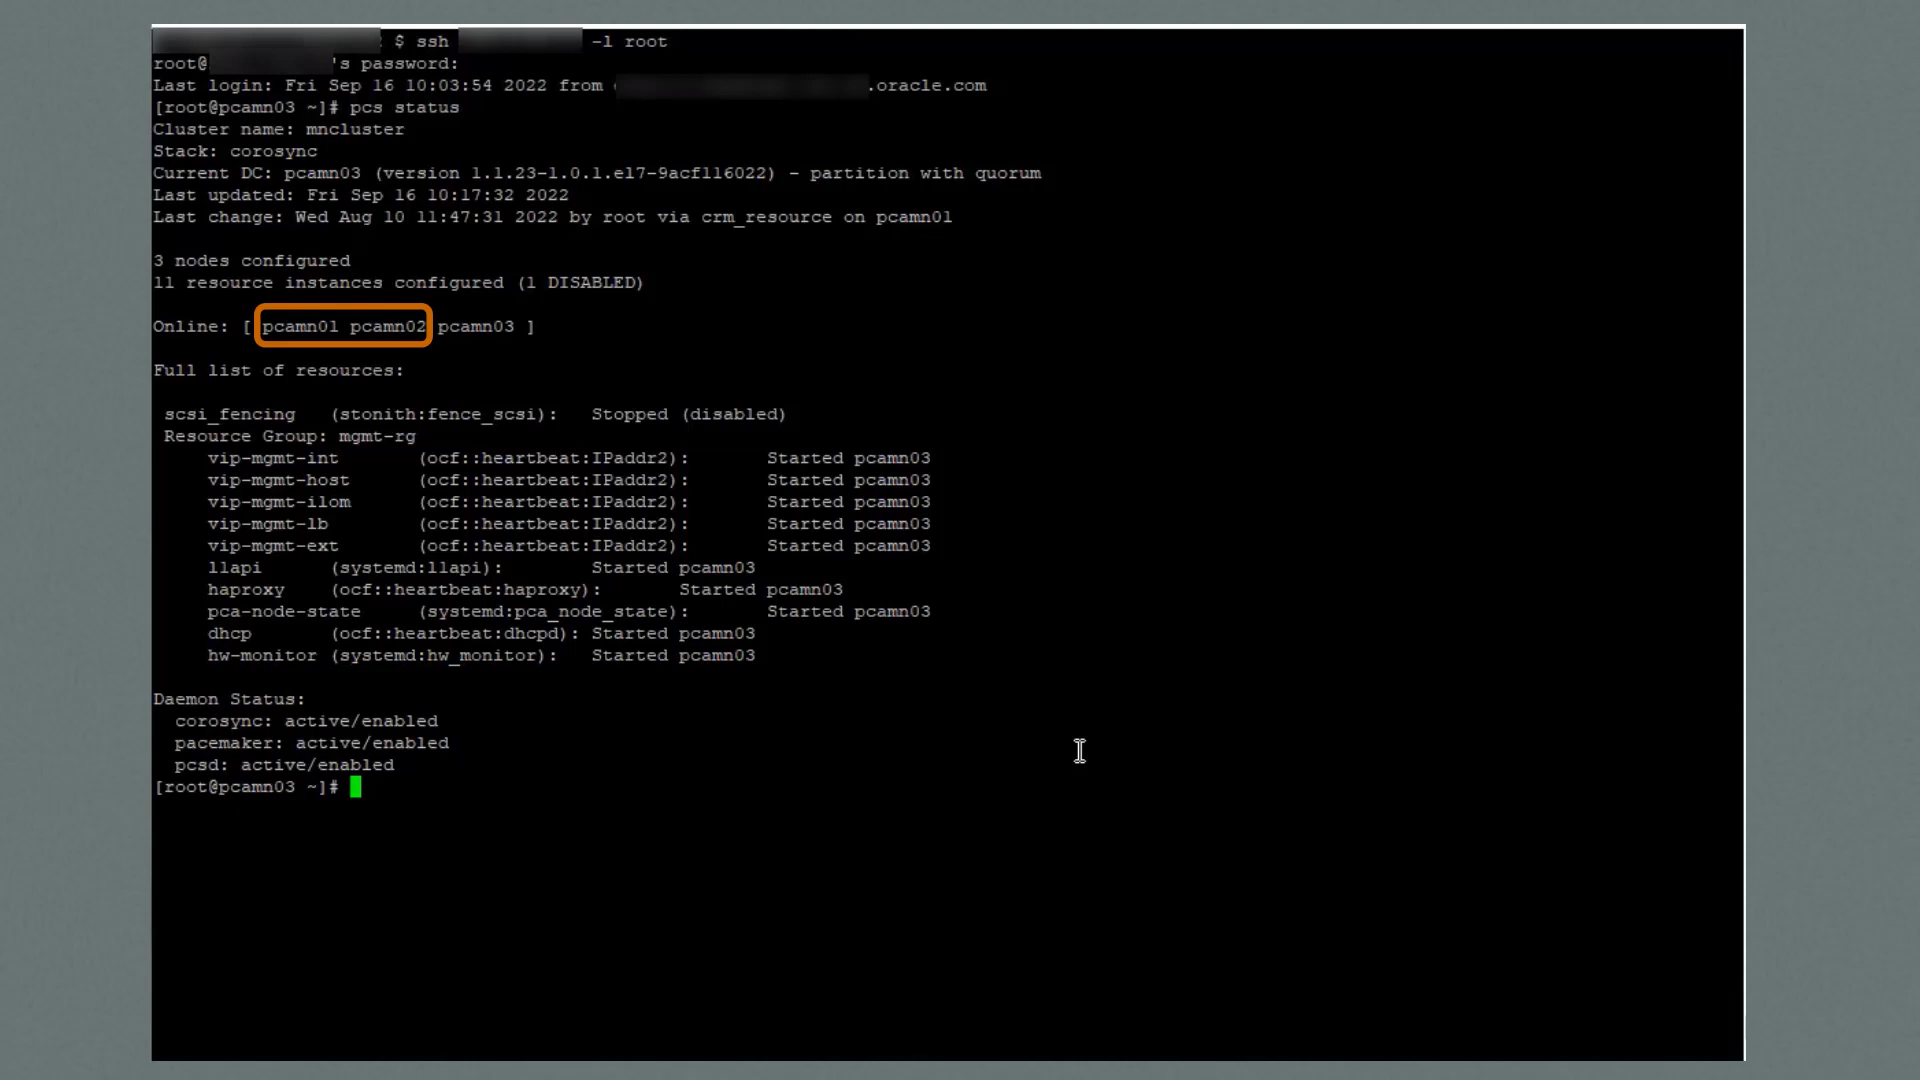 $ ssh -l root
root@ 's password:
Last login: Fri Sep 16 10:03:54 2022 from .oracle.com
[root@pcamn03 ~]# pcs status
Cluster name: mncluster
Stack: corosync
Current DC: pcamn03 (version 1.1.23-1.0.1.el7-9acf116022) - partition with quorum
Last updated: Fri Sep 16 10:17:32 2022
Last change: Wed Aug 10 11:47:31 2022 by root via crm_resource on pcamn01
3 nodes configured
11 resource instances configured (1 DISABLED)
Online: [ pcamn01 pcamn02 pcamn03 ]
Full list of resources:
scsi_fencing (stonith:fence_scsi): Stopped (disabled)
Resource Group: mgmt-rg
vip-mgmt-int (ocf::heartbeat:IPaddr2): Started pcamn03
vip-mgmt-host (ocf::heartbeat:IPaddr2): Started pcamn03
vip-mgmt-ilom (ocf::heartbeat:IPaddr2): Started pcamn03
vip-mgmt-lb (ocf::heartbeat:IPaddr2): Started pcamn03
vip-mgmt-ext (ocf::heartbeat:IPaddr2): Started pcamn03
llapi (systemd:llapi): Started pcamn03
haproxy (ocf::heartbeat:haproxy): Started pcamn03
pca-node-state (systemd:pca_node_state): Started pcamn03
dhcp (ocf::heartbeat:dhcpd): Started pcamn03
hw-monitor (systemd:hw_monitor): Started pcamn03
Daemon Status:
corosync: active/enabled
pacemaker: active/enabled
pcsd: active/enabled
[root@pcamn03 ~]#